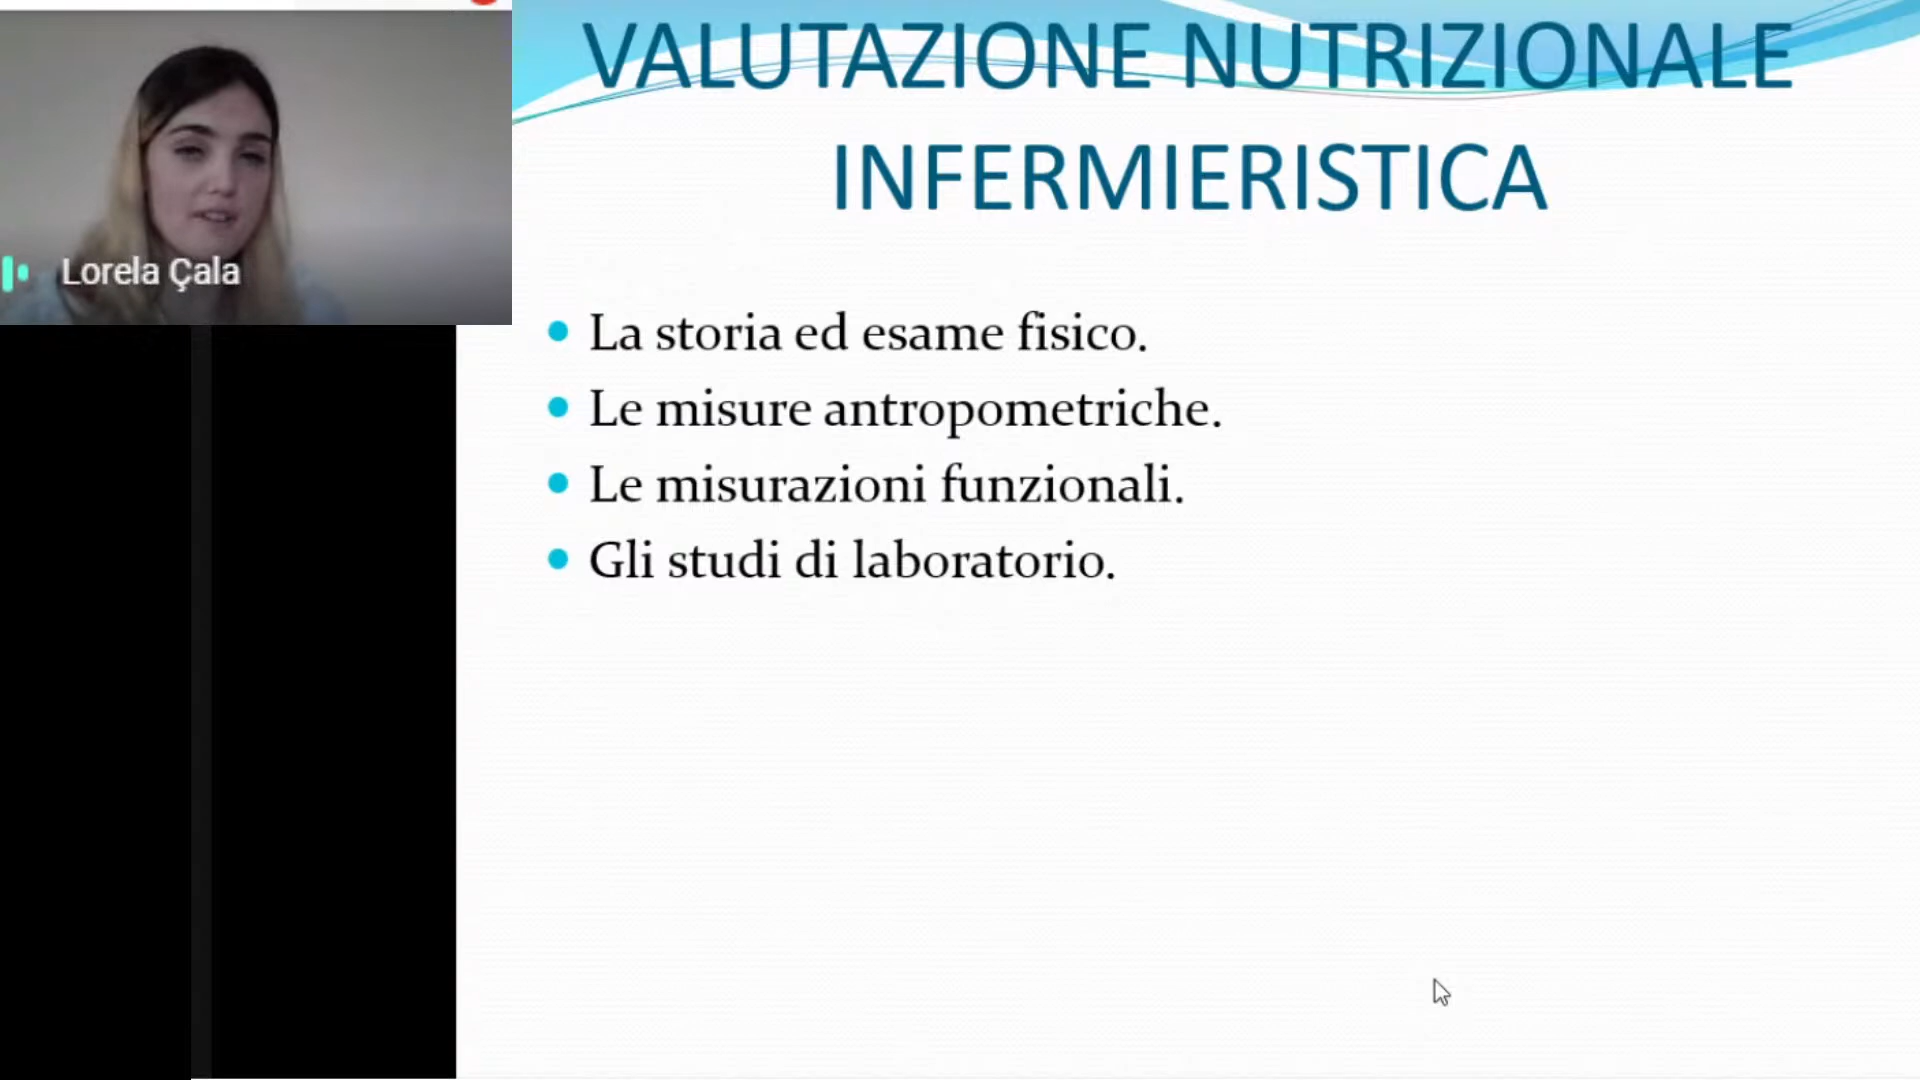 VALUTAZIONE NUTRIZIONALE
INFERMIERISTICA
Lorela Çala
La storia ed esame fisico.
Le misure antropometriche.
Le misurazioni funzionali.
Gli studi di laboratorio.